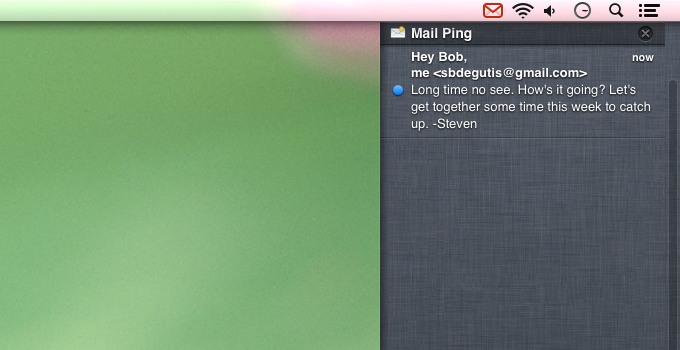 Mail Ping
Hey Bob,
now
me <sbdegutis@gmail.com>
Long time no see. How's it going? Let's
get together some time this week to catch
up. -Steven